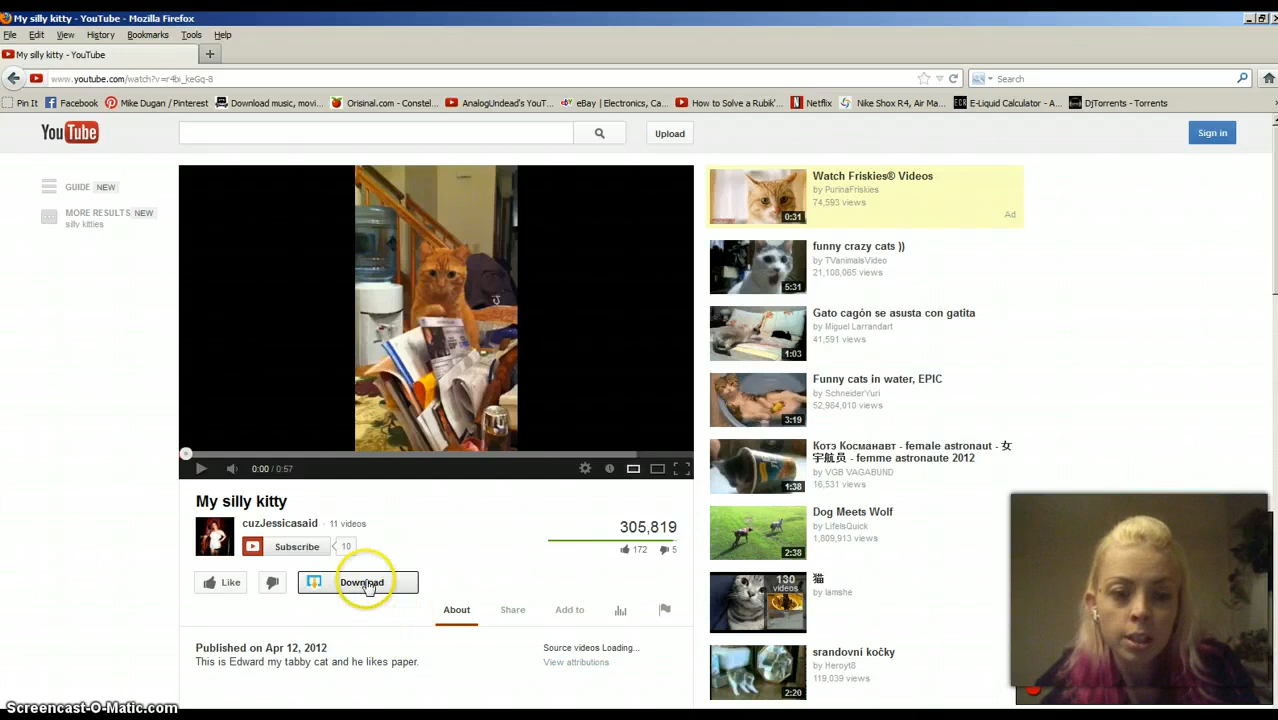 My silly kitty - YouTube - Mozilla Firefox
File Edit View History Bookmarks Tools Help
My silly kitty - YouTube +
www.youtube.com/watch?v=r4bi_keGq-8 Search
Pin It Facebook Mike Dugan / Pinterest Download music, movi... Orisinal.com - Constel... AnalogUndead's YouT... eBay | Electronics, Ca... How to Solve a Rubik'... Netflix Nike Shox R4, Air Ma... ECR E-Liquid Calculator - A... DjTorrents - Torrents
YouTube Upload Sign in
GUIDE NEW
MORE RESULTS NEW
silly kitties
0:00 / 0:57
My silly kitty
cuzJessicasaid · 11 videos
Subscribe 10
305,819
172 5
Like Download
About Share Add to
Published on Apr 12, 2012
This is Edward my tabby cat and he likes paper.
Source videos Loading...
View attributions
Watch Friskies® Videos
by PurinaFriskies
74,593 views
Ad
0:31
funny crazy cats ))
by TVanimalsVideo
21,108,065 views
5:31
Gato cagón se asusta con gatita
by Miguel Larrandart
41,591 views
1:03
Funny cats in water, EPIC
by SchneiderYuri
52,984,010 views
3:19
Котэ Косманавт - female astronaut - 女
宇航员 - femme astronaute 2012
by VGB VAGABUND
16,531 views
1:38
Dog Meets Wolf
by LifeIsQuick
1,809,913 views
2:38
猫
by lamshe
130
videos
srandovní kočky
by Heroyt8
119,039 views
2:20
Screencast-O-Matic.com